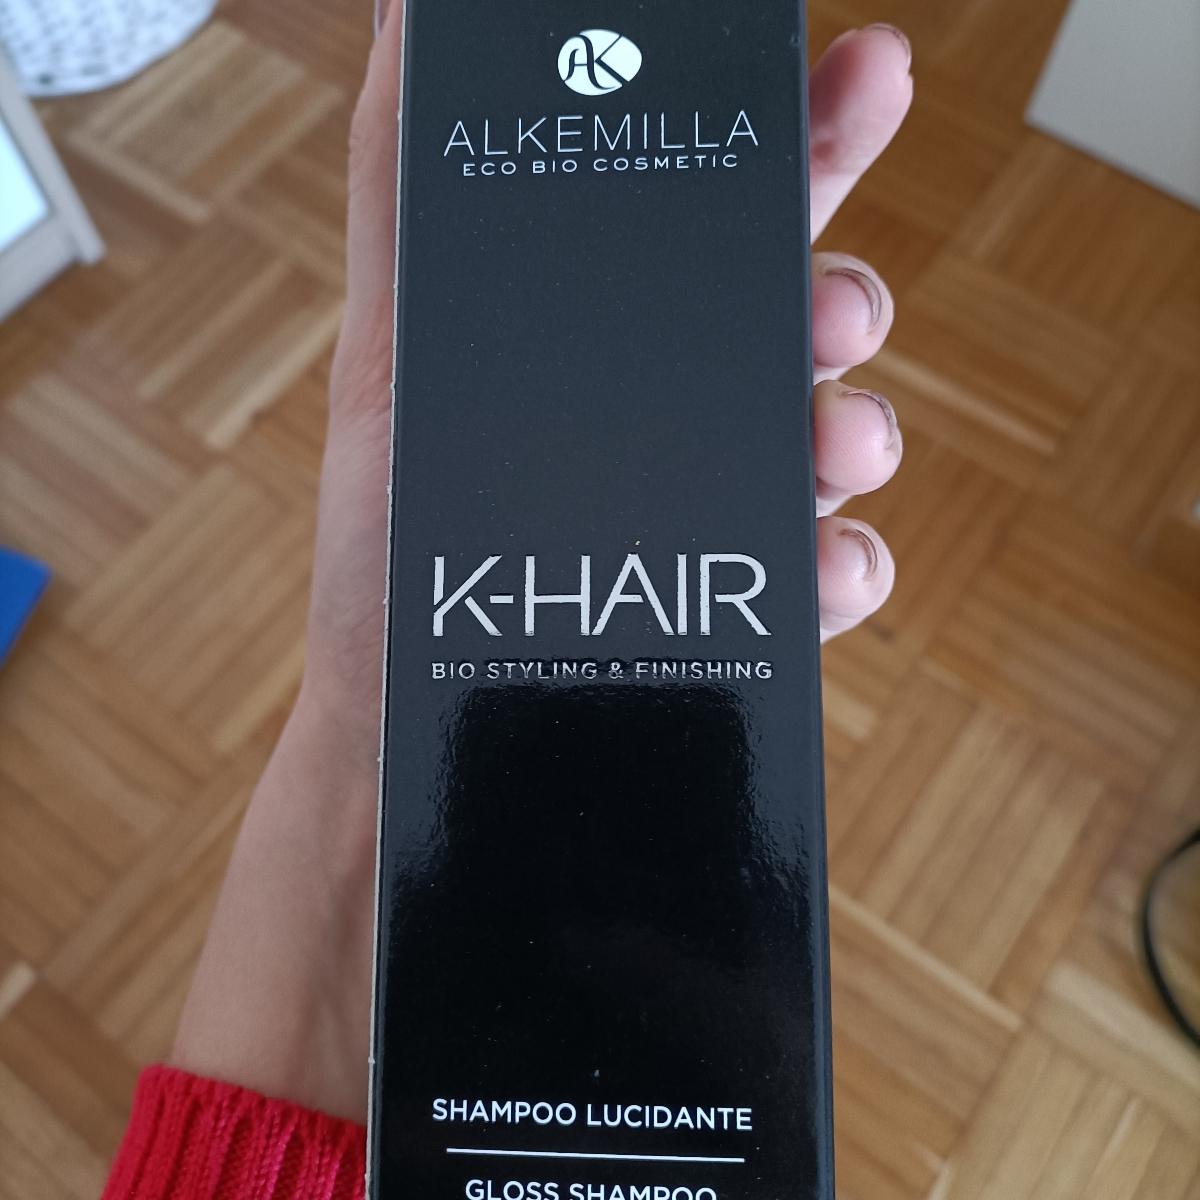 AK
ALKEMILLA
ECO BIO COSMETIC
K-HAIR
BIO STYLING & FINISHING
SHAMPOO LUCIDANTE
GLOSS SHAMPOO